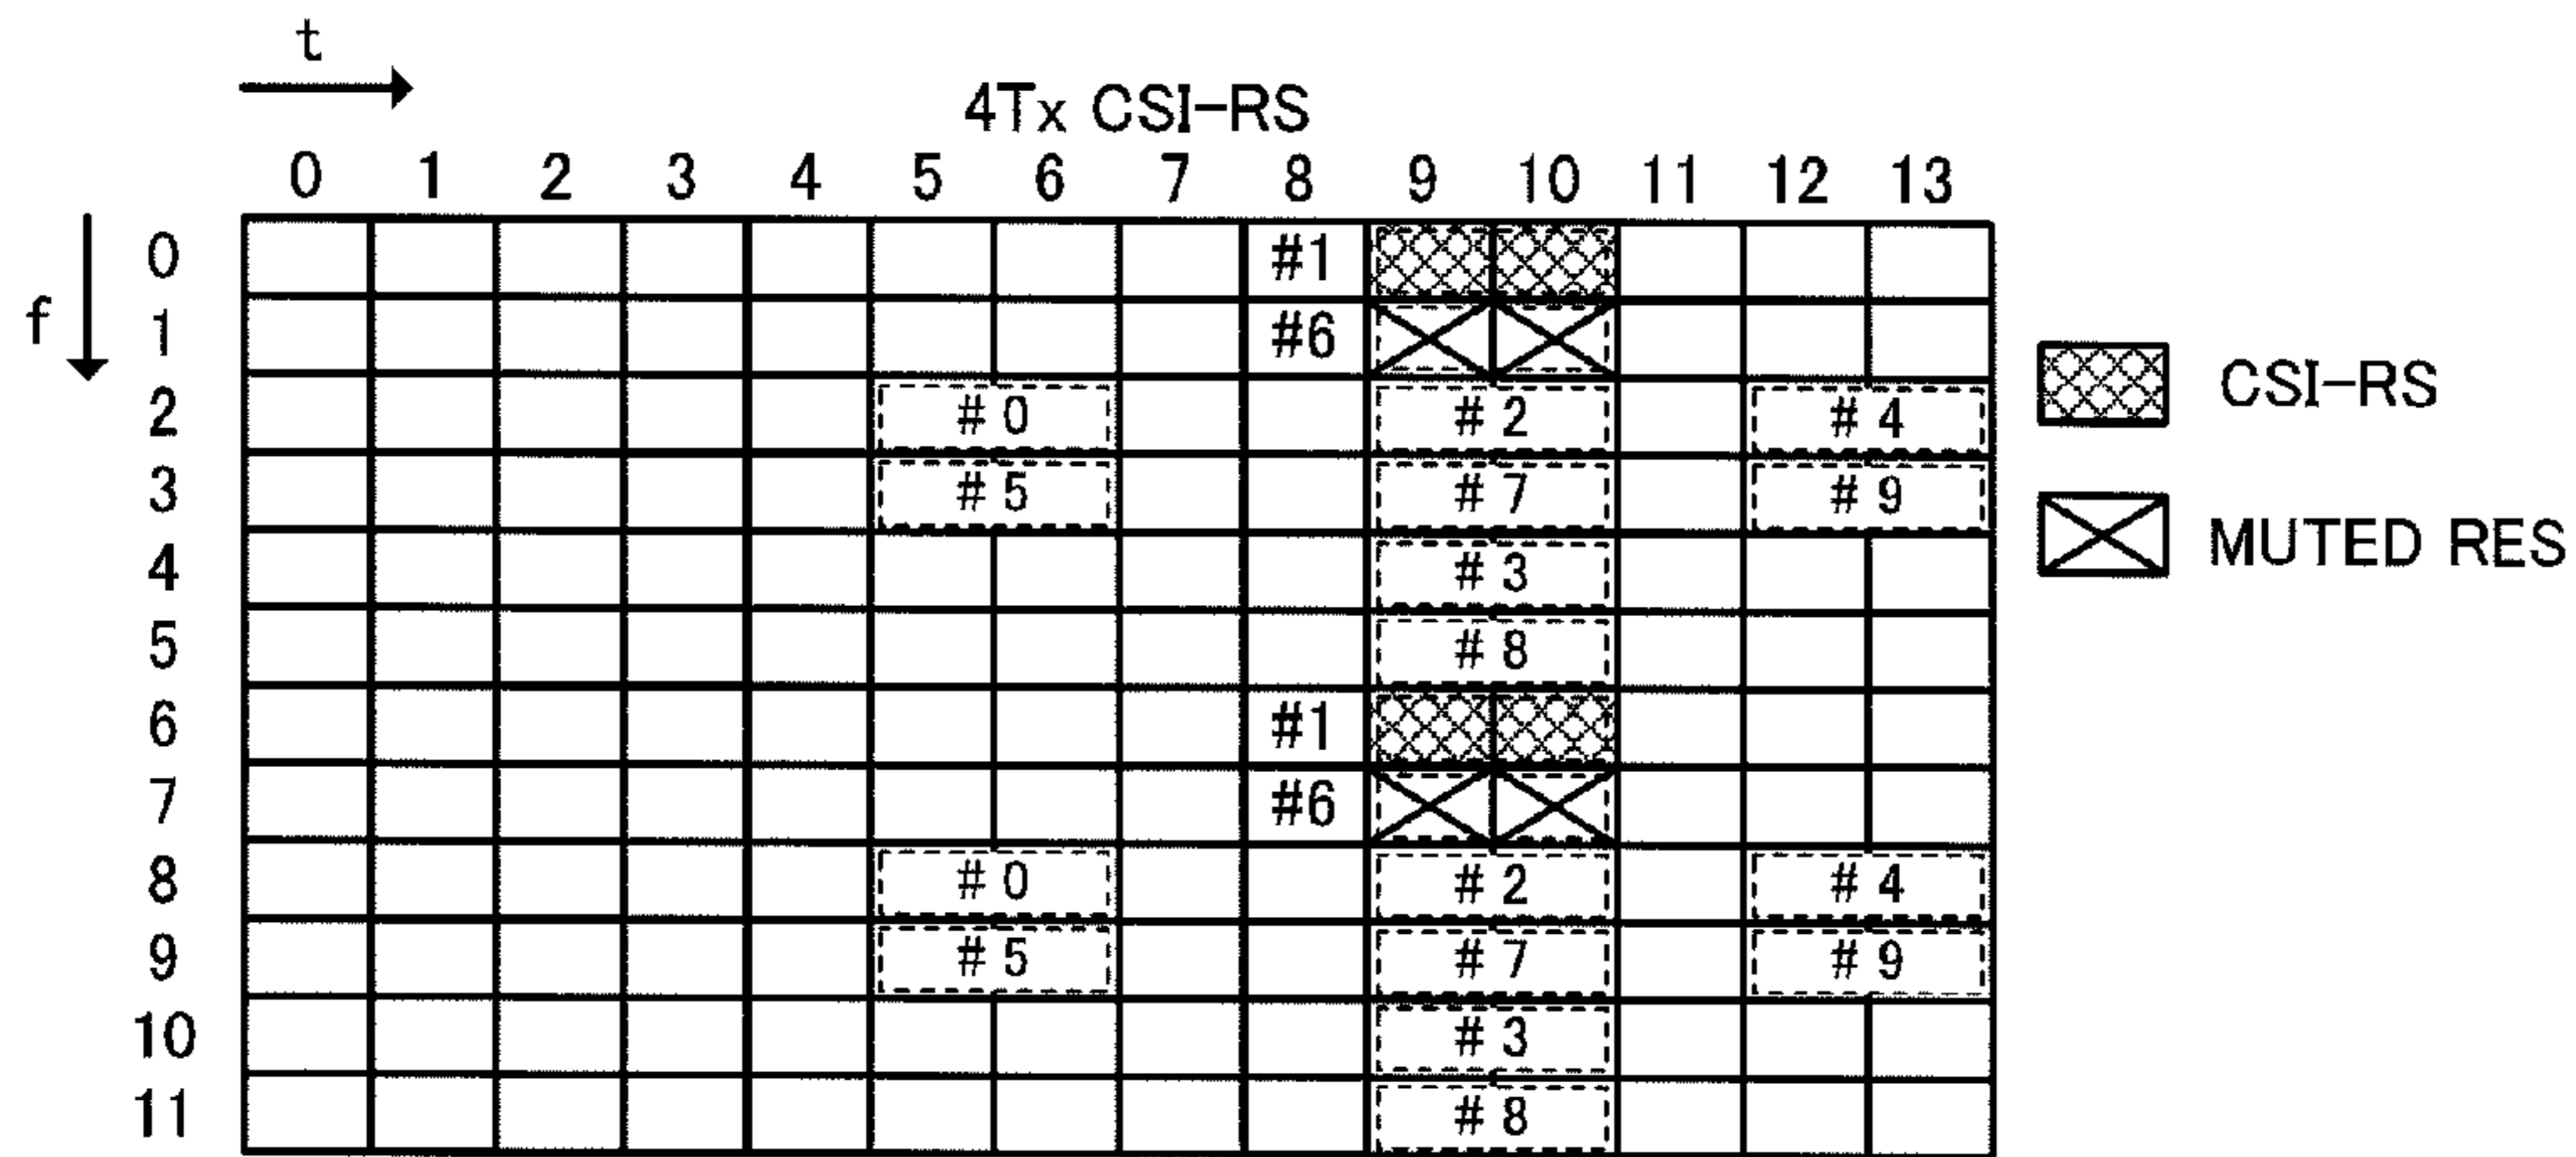 t
4Tx CSI-RS
0 1 2 3 4 5 6 7 8 9 10 11 12 13
f
0 #1
1 #6
CSI-RS
2 # 0 # 2 # 4
3 # 5 # 7 # 9
MUTED RES
4 # 3
5 # 8
6 #1
7 #6
8 # 0 # 2 # 4
9 # 5 # 7 # 9
10 # 3
11 # 8